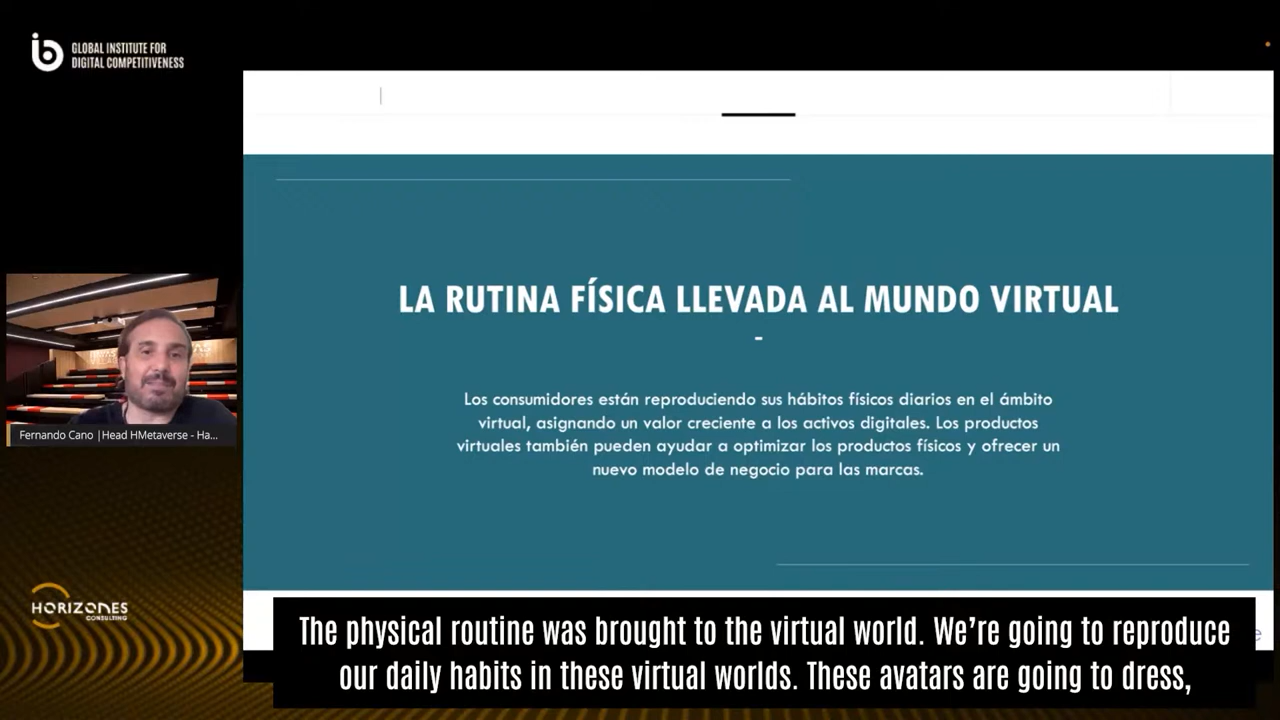 GLOBAL INSTITUTE FOR
DIGITAL COMPETITIVENESS
LA RUTINA FÍSICA LLEVADA AL MUNDO VIRTUAL
-
Los consumidores están reproduciendo sus hábitos físicos diarios en el ámbito
virtual, asignando un valor creciente a los activos digitales. Los productos
virtuales también pueden ayudar a optimizar los productos físicos y ofrecer un
nuevo modelo de negocio para las marcas.
Fernando Cano |Head HMetaverse - Ha...
HORIZONES
CONSULTING
The physical routine was brought to the virtual world. We’re going to reproduce
our daily habits in these virtual worlds. These avatars are going to dress,